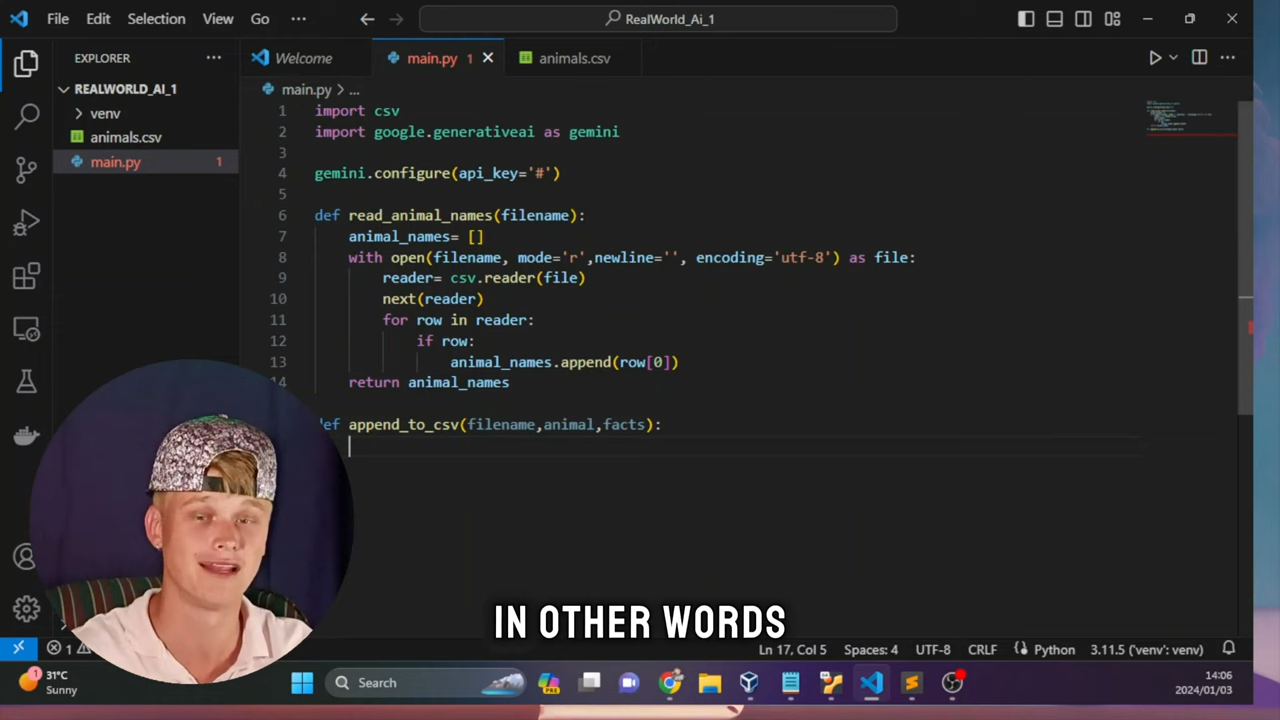 File Edit Selection View Go ··· RealWorld_Ai_1
EXPLORER ···
Welcome main.py 1 animals.csv
REALWORLD_AI_1
venv
animals.csv
main.py 1
main.py > ...
1 import csv
2 import google.generativeai as gemini
3
4 gemini.configure(api_key='#')
5
6 def read_animal_names(filename):
7 animal_names= []
8 with open(filename, mode='r',newline='', encoding='utf-8') as file:
9 reader= csv.reader(file)
10 next(reader)
11 for row in reader:
12 if row:
13 animal_names.append(row[0])
14 return animal_names
def append_to_csv(filename,animal,facts):
IN OTHER WORDS
1 Ln 17, Col 5 Spaces: 4 UTF-8 CRLF Python 3.11.5 ('venv': venv)
1 31°C
Sunny
Search
PRE
14:06
2024/01/03